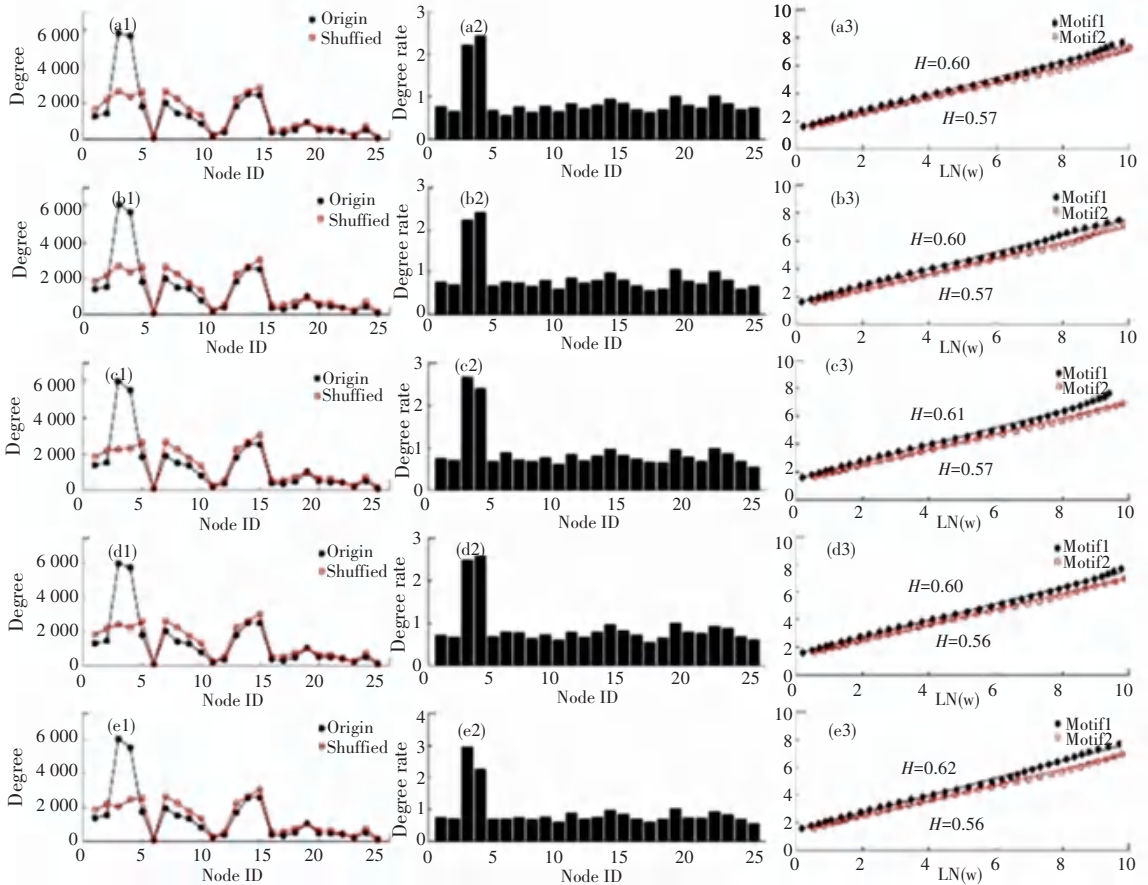 (a1)
Origin
Shuffied
Degree
6 000
4 000
2 000
0
0 5 10 15 20 25
Node ID
(a2)
Degree rate
3
2
1
0
0 5 10 15 20 25
Node ID
(a3)
Motif1
Motif2
H=0.60
H=0.57
10
8
6
4
2
0
0 2 4 6 8 10
LN(w)
(b1)
Origin
Shuffied
Degree
6 000
4 000
2 000
0
0 5 10 15 20 25
Node ID
(b2)
Degree rate
3
2
1
0
0 5 10 15 20 25
Node ID
(b3)
Motif1
Motif2
H=0.60
H=0.57
10
8
6
4
2
0
0 2 4 6 8 10
LN(w)
(c1)
Origin
Shuffied
Degree
6 000
4 000
2 000
0
0 5 10 15 20 25
Node ID
(c2)
Degree rate
3
2
1
0
0 5 10 15 20 25
Node ID
(c3)
Motif1
Motif2
H=0.61
H=0.57
10
8
6
4
2
0
0 2 4 6 8 10
LN(w)
(d1)
Origin
Shuffied
Degree
6 000
4 000
2 000
0
0 5 10 15 20 25
Node ID
(d2)
Degree rate
3
2
1
0
0 5 10 15 20 25
Node ID
(d3)
Motif1
Motif2
H=0.60
H=0.56
10
8
6
4
2
0
0 2 4 6 8 10
LN(w)
(e1)
Origin
Shuffied
Degree
6 000
4 000
2 000
0
0 5 10 15 20 25
Node ID
(e2)
Degree rate
4
3
2
1
0
0 5 10 15 20 25
Node ID
(e3)
Motif1
Motif2
H=0.62
H=0.56
10
8
6
4
2
0
0 2 4 6 8 10
LN(w)